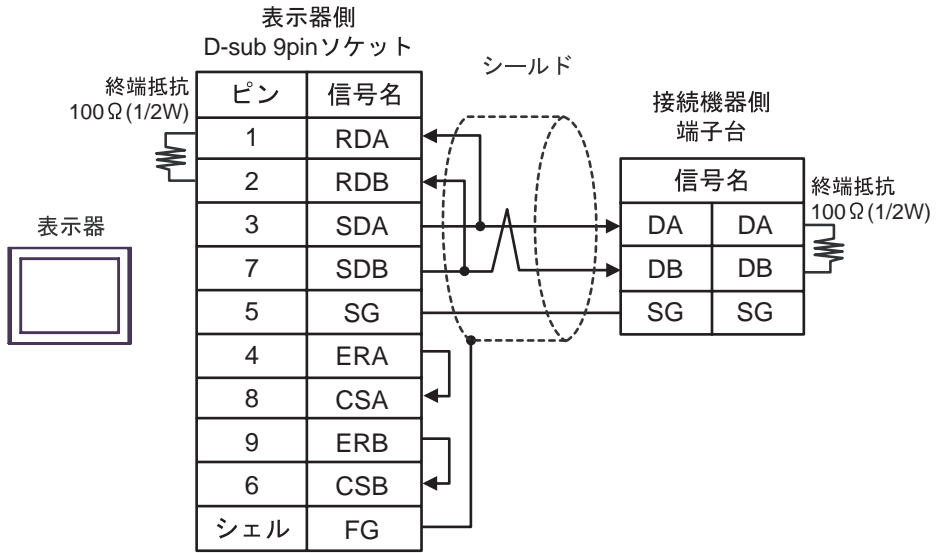 表示器側
D-sub 9pinソケット
シールド
終端抵抗
100Ω(1/2W)
ピン 信号名
1 RDA
2 RDB
3 SDA
7 SDB
5 SG
4 ERA
8 CSA
9 ERB
6 CSB
シェル FG
表示器
接続機器側
端子台
信号名
DA DA
DB DB
SG SG
終端抵抗
100Ω(1/2W)